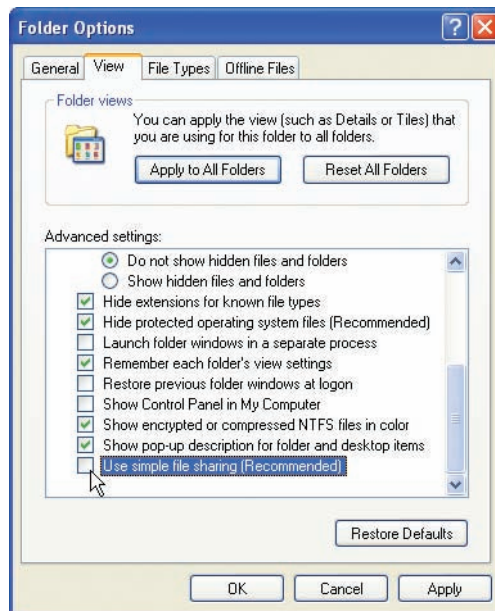 Folder Options
General View File Types Offline Files
Folder views
You can apply the view (such as Details or Tiles) that
you are using for this folder to all folders.
Apply to All Folders Reset All Folders
Advanced settings:
Do not show hidden files and folders
Show hidden files and folders
Hide extensions for known file types
Hide protected operating system files (Recommended)
Launch folder windows in a separate process
Remember each folder's view settings
Restore previous folder windows at logon
Show Control Panel in My Computer
Show encrypted or compressed NTFS files in color
Show pop-up description for folder and desktop items
Use simple file sharing (Recommended)
Restore Defaults
OK Cancel Apply